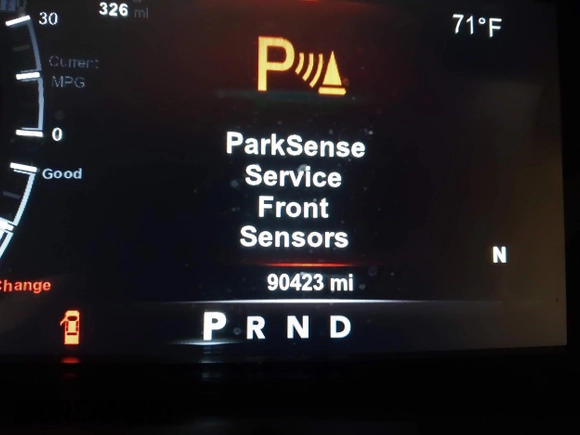 30
326 mi
71°F
P
Current
MPG
0
ParkSense
Good
Service
Front
Sensors
N
90423 mi
Change
P R N D